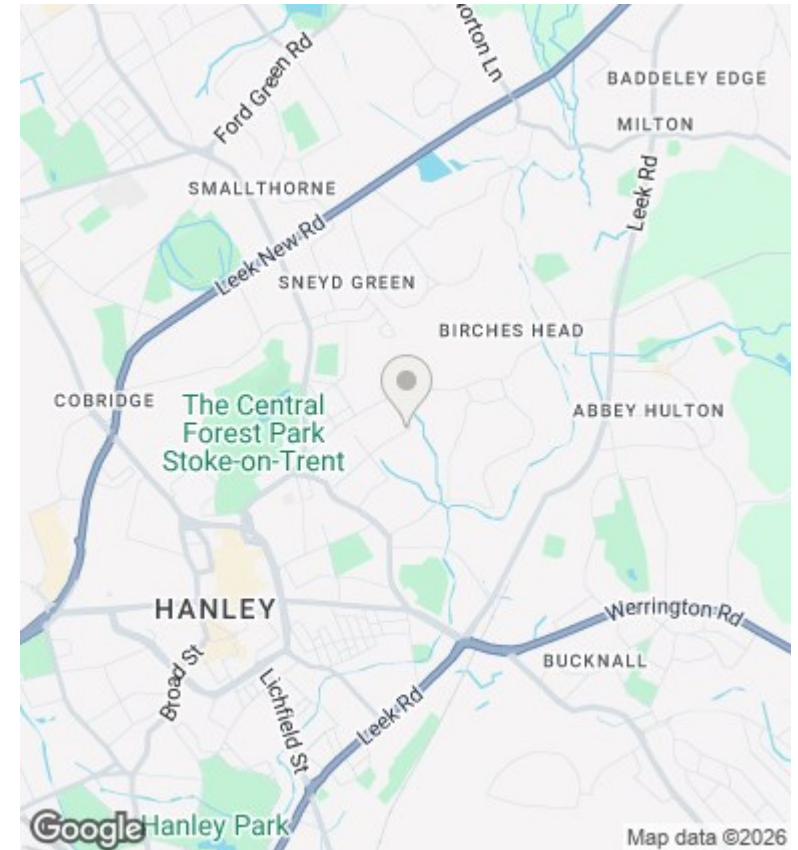 Norton Ln
Ford Green Rd
BADDELEY EDGE
MILTON
Leek Rd
SMALLTHORNE
Leek New Rd
SNEYD GREEN
BIRCHES HEAD
COBRIDGE
The Central
Forest Park
Stoke-on-Trent
ABBEY HULTON
HANLEY
Werrington Rd
BUCKNALL
Broad St
Lichfield St
Leek Rd
Google
Hanley Park
Map data ©2026